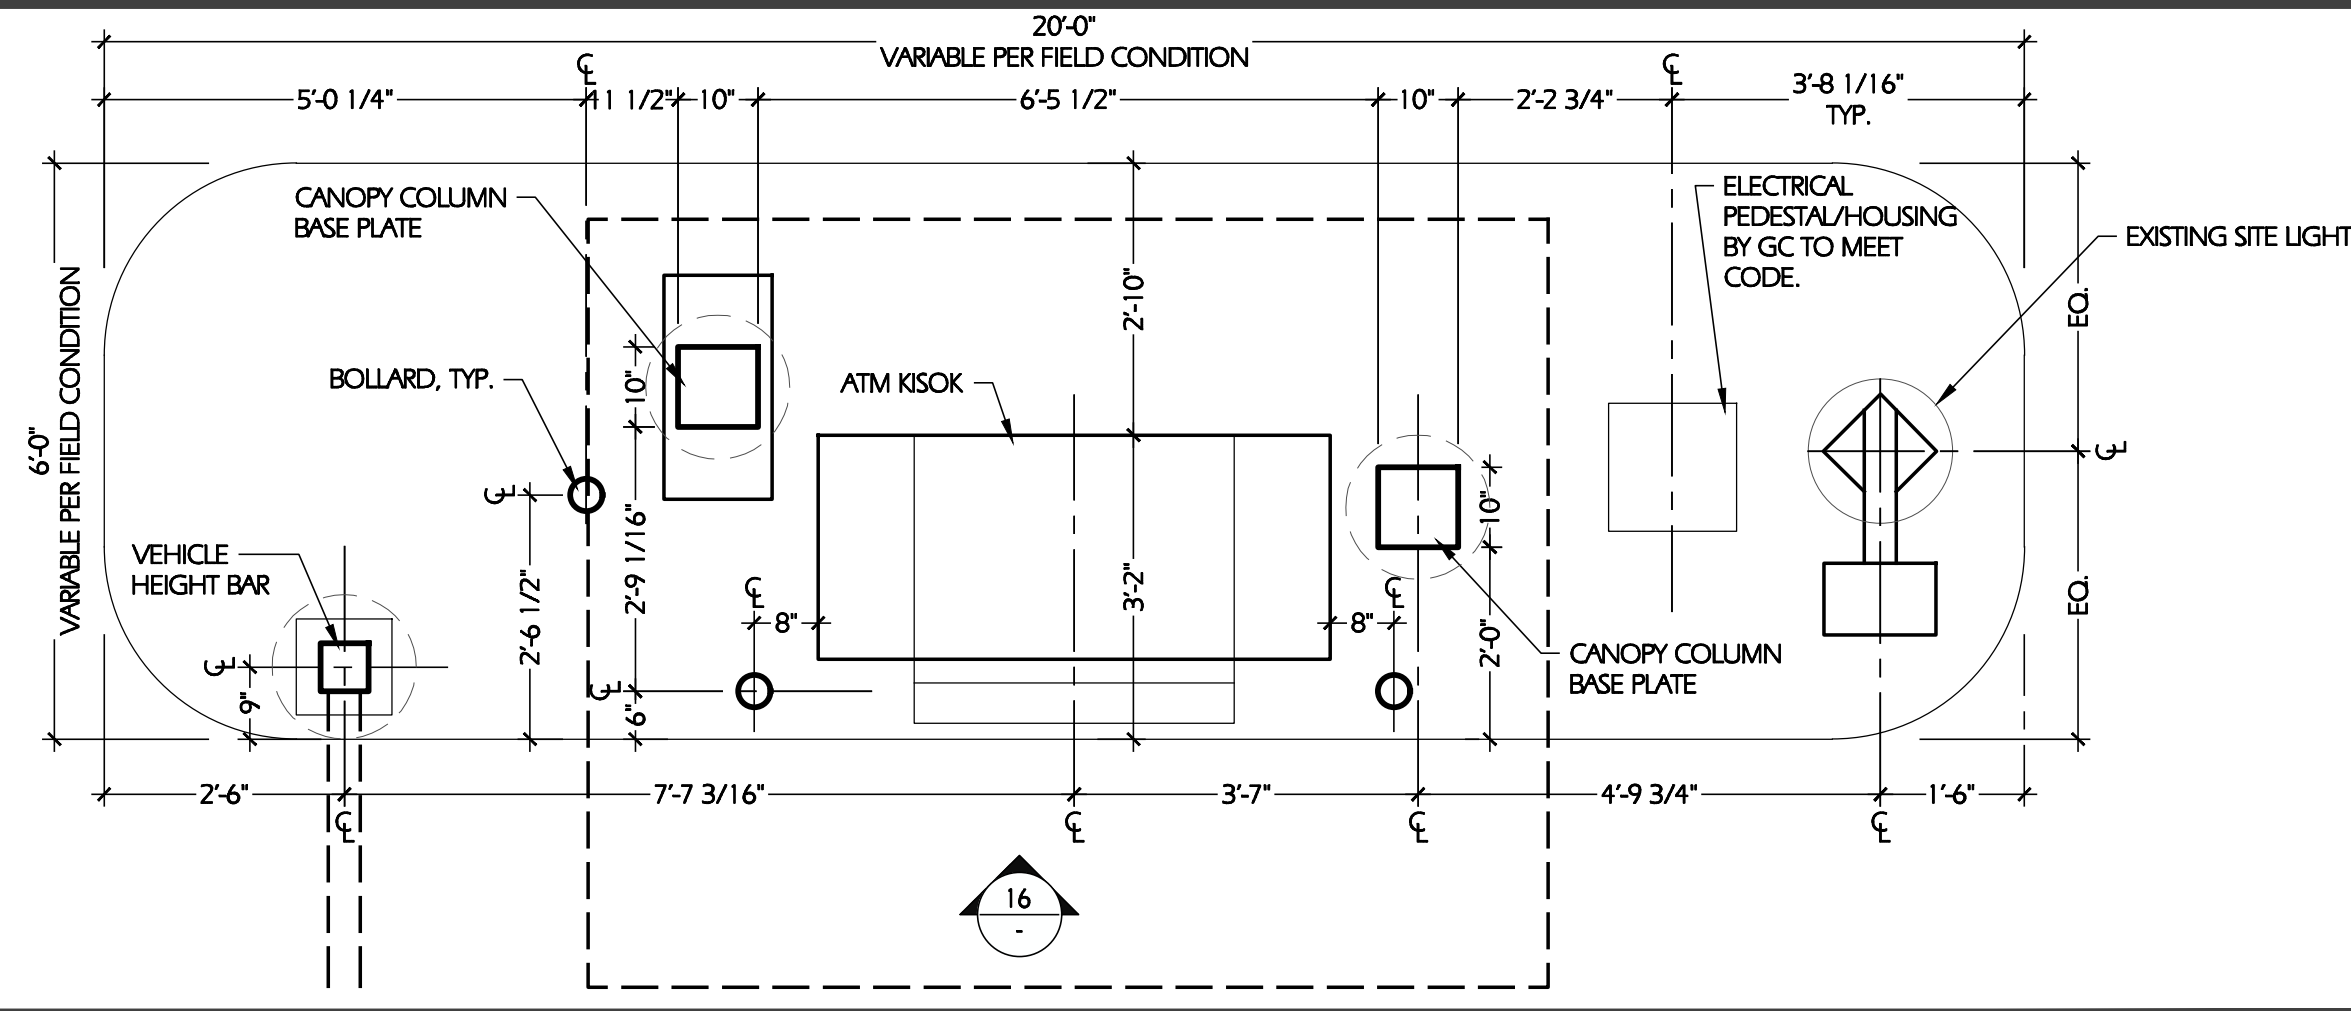 20'-0"
VARIABLE PER FIELD CONDITION
℄
℄
5'-0 1/4"
11 1/2"
10"
6'-5 1/2"
10"
2'-2 3/4"
3'-8 1/16"
TYP.
CANOPY COLUMN
BASE PLATE
ELECTRICAL
PEDESTAL/HOUSING
BY GC TO MEET
CODE.
EXISTING SITE LIGHT
6'-0"
VARIABLE PER FIELD CONDITION
2'-10"
EQ.
BOLLARD, TYP.
10"
ATM KISOK
℄
℄
10"
2'-9 1/16"
VEHICLE
HEIGHT BAR
2'-6 1/2"
3'-2"
℄
8"
℄
8"
EQ.
2'-0"
CANOPY COLUMN
BASE PLATE
℄
9"
℄
6"
2'-6"
7'-7 3/16"
3'-7"
4'-9 3/4"
1'-6"
℄
℄
℄
℄
16
-